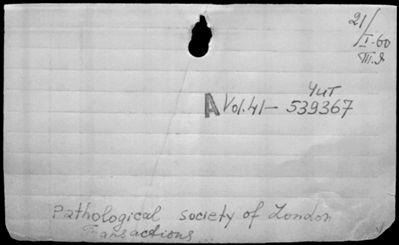 21/
I-60
III.Я
Чит
A Vol. 41 - 539367
Pathological society of London
Transactions